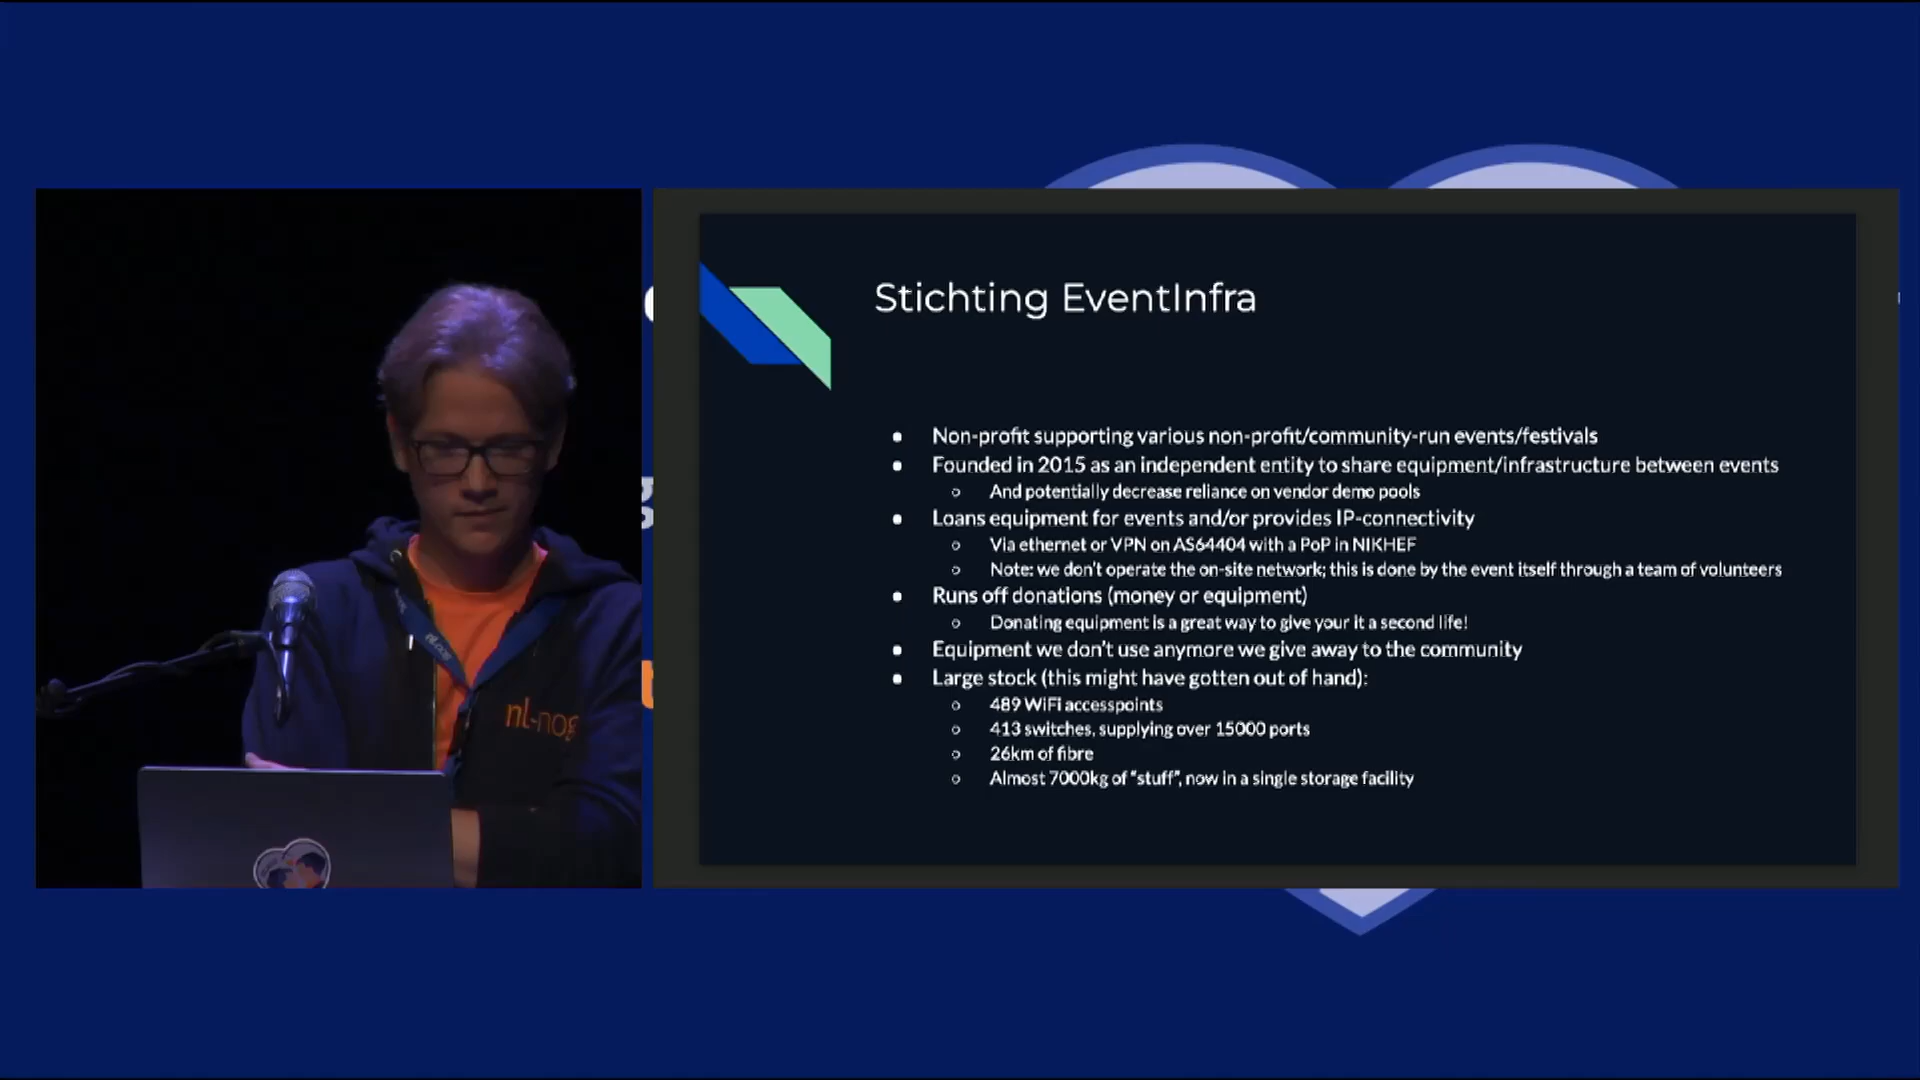 Stichting EventInfra
Non-profit supporting various non-profit/community-run events/festivals
Founded in 2015 as an independent entity to share equipment/infrastructure between events
And potentially decrease reliance on vendor demo pools
Loans equipment for events and/or provides IP-connectivity
Via ethernet or VPN on AS64404 with a PoP in NIKHEF
Note: we don't operate the on-site network; this is done by the event itself through a team of volunteers
Runs off donations (money or equipment)
Donating equipment is a great way to give your it a second life!
Equipment we don't use anymore we give away to the community
Large stock (this might have gotten out of hand):
489 WiFi accesspoints
413 switches, supplying over 15000 ports
26km of fibre
Almost 7000kg of "stuff", now in a single storage facility
nl-nog
nl-nog